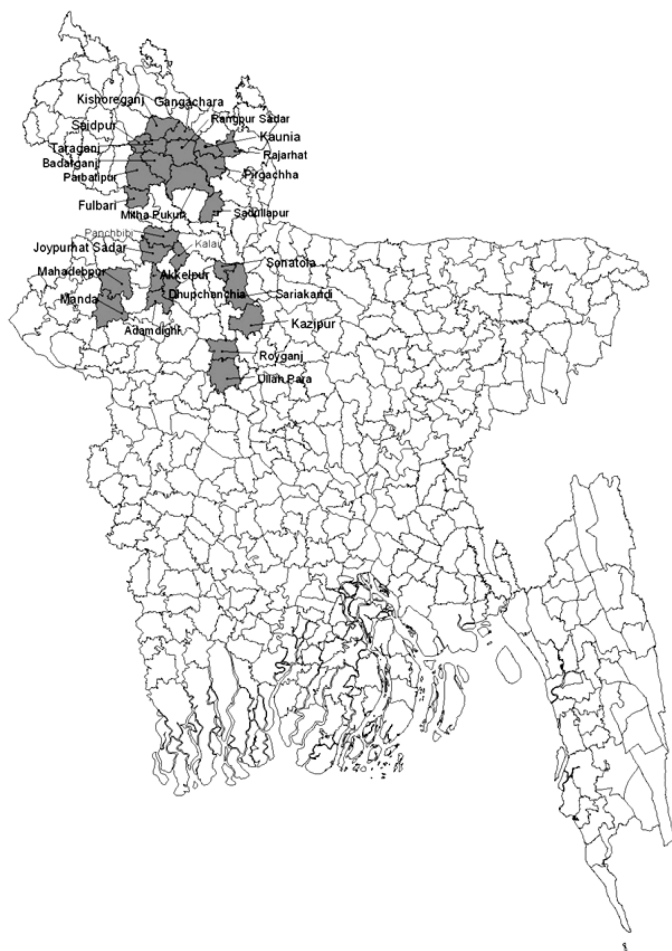 Kishoreganj
Gangachara
Saidpur
Rangpur Sadar
Taraganj
Kaunia
Badarganj
Rajarhat
Parbatipur
Pirgachha
Fulbari
Mitha Pukur
Sadullapur
Panchbibi
Joypurhat Sadar
Kalai
Mahadebpur
Akkelpur
Sonatola
Manda
Dhupchanchia
Sariakandi
Adamdighi
Kazipur
Royganj
Ullah Para